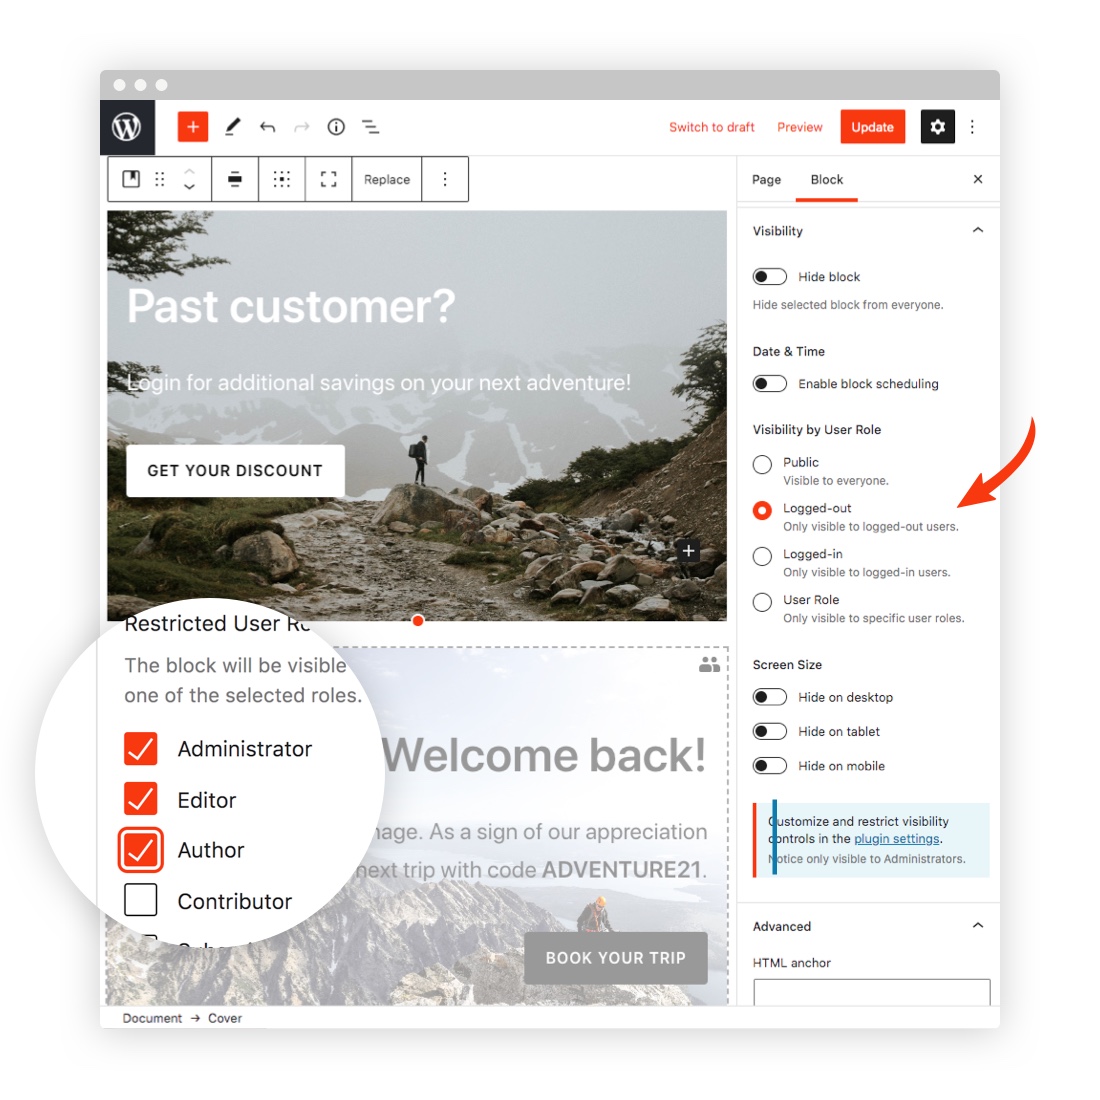 Switch to draft
Preview
Update
Replace
Page
Block
Past customer?
Login for additional savings on your next adventure!
GET YOUR DISCOUNT
Restricted User
The block will be visible
one of the selected roles.
Administrator
Editor
Author
Contributor
Welcome back!
As a sign of our appreciation
next trip with code ADVENTURE21.
BOOK YOUR TRIP
Visibility
Hide block
Hide selected block from everyone.
Date & Time
Enable block scheduling
Visibility by User Role
Public
Visible to everyone.
Logged-out
Only visible to logged-out users.
Logged-in
Only visible to logged-in users.
User Role
Only visible to specific user roles.
Screen Size
Hide on desktop
Hide on tablet
Hide on mobile
Customize and restrict visibility
controls in the plugin settings.
Notice only visible to Administrators.
Advanced
HTML anchor
Document → Cover